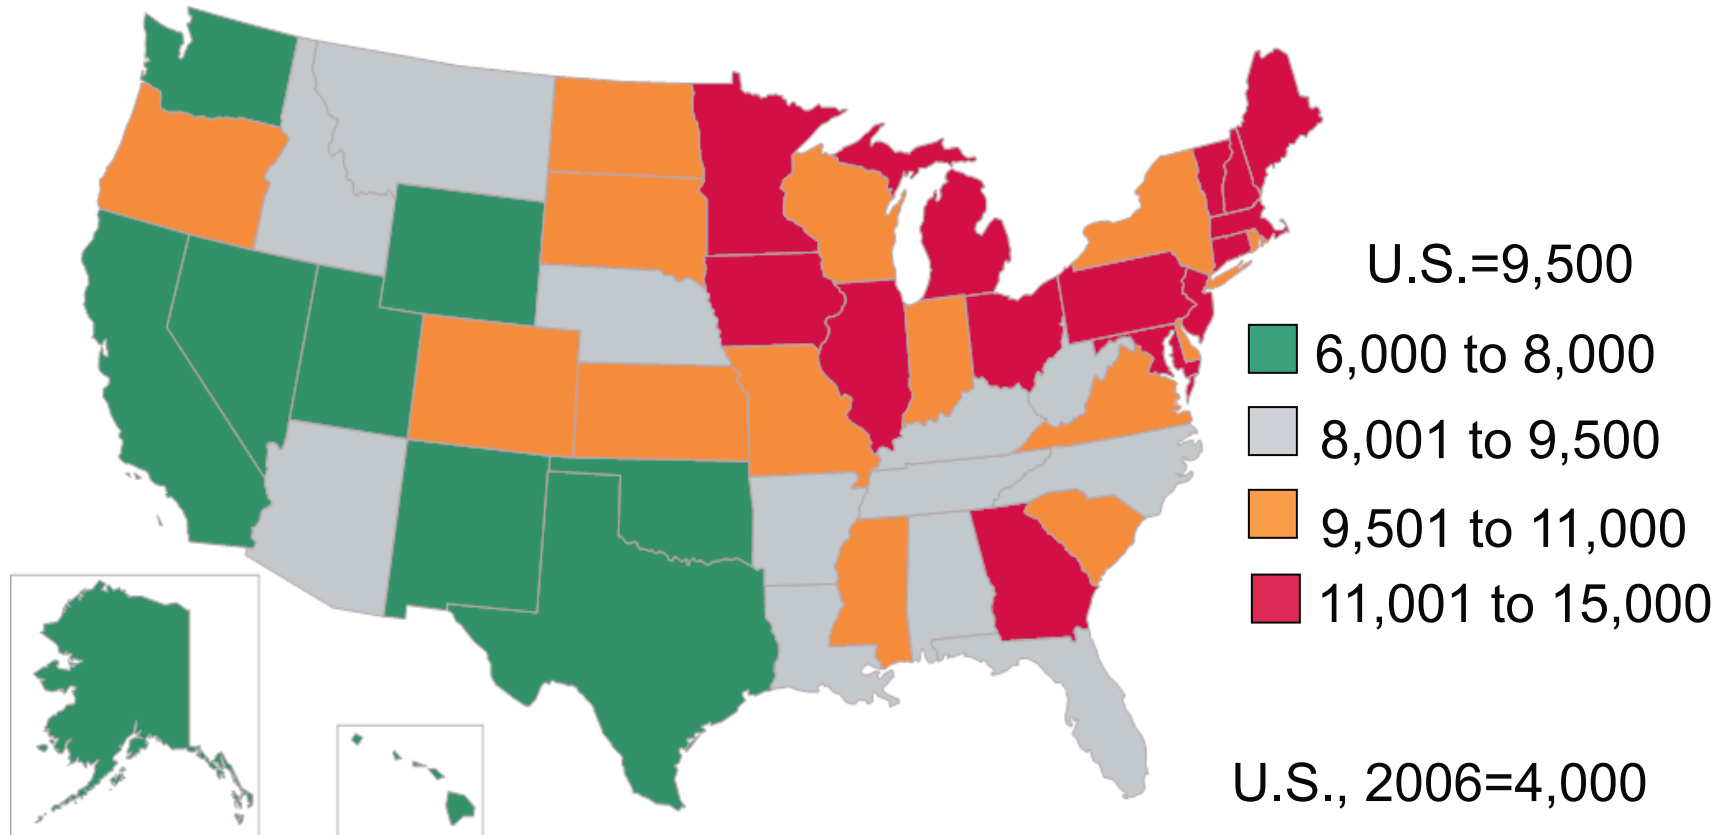 U.S.=9,500
6,000 to 8,000
8,001 to 9,500
9,501 to 11,000
11,001 to 15,000
U.S., 2006=4,000